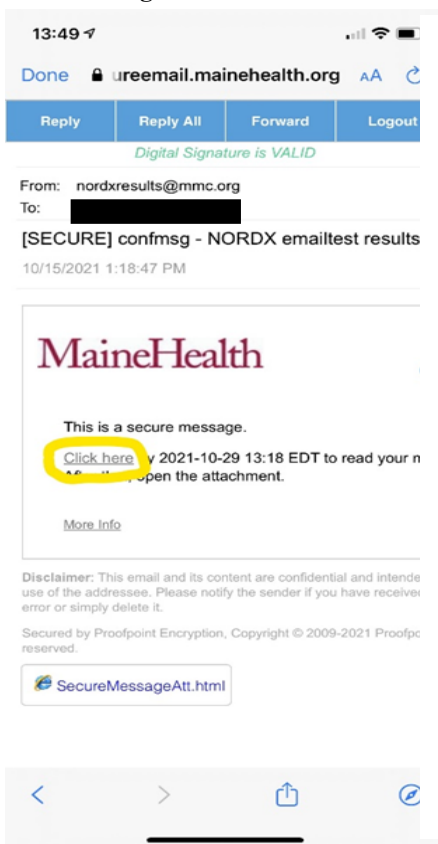 13:49
Done ureemail.mainehealth.org AA
Reply Reply All Forward Logout
Digital Signature is VALID
From: nordxresults@mmc.org
To:
[SECURE] confmsg - NORDX emailtest results
10/15/2021 1:18:47 PM
MaineHealth
This is a secure message.
Click here y 2021-10-29 13:18 EDT to read your m
open the attachment.
More Info
Disclaimer: This email and its content are confidential and intende
use of the addressee. Please notify the sender if you have received
error or simply delete it.
Secured by Proofpoint Encryption, Copyright © 2009-2021 Proofpo
reserved.
SecureMessageAtt.html